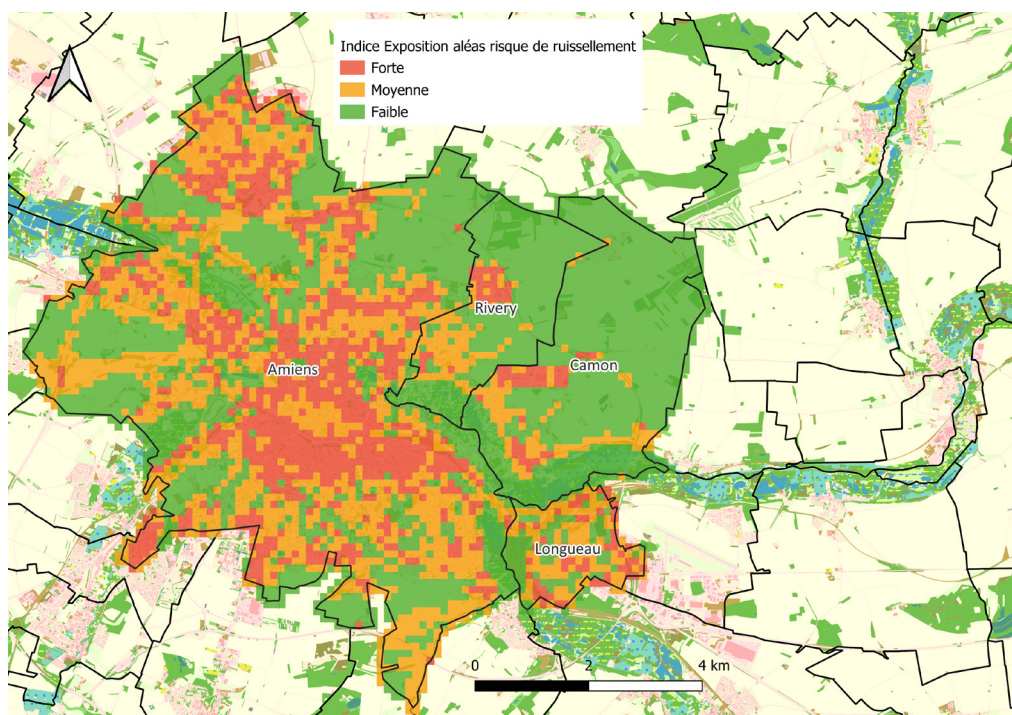 Indice Exposition aléas risque de ruissellement
Forte
Moyenne
Faible
Rivery
Camon
Amiens
Longueau
0 2 4 km